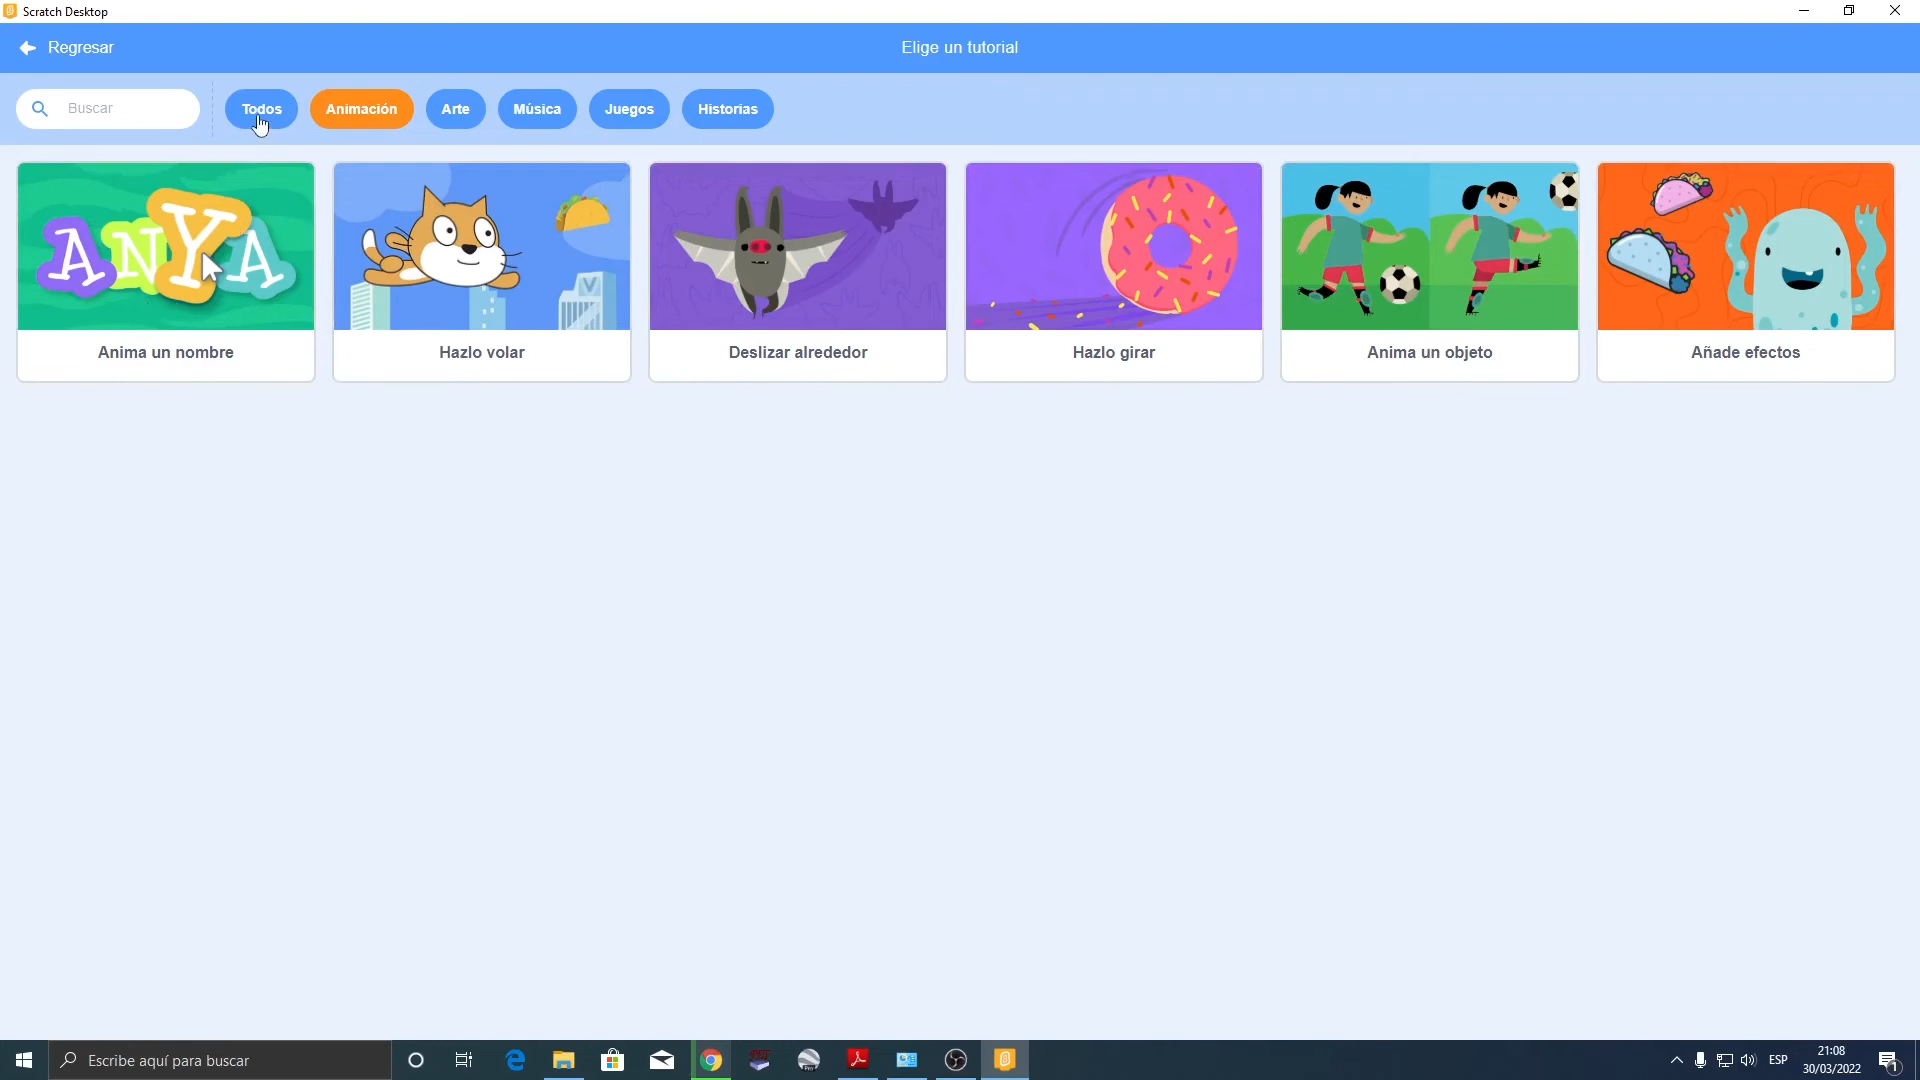 Scratch Desktop
Regresar
Elige un tutorial
Buscar
Todos
Animación
Arte
Música
Juegos
Historias
ANYA
Anima un nombre
Hazlo volar
Deslizar alrededor
Hazlo girar
Anima un objeto
Añade efectos
Escribe aquí para buscar
Pro
ESP
21:08
30/03/2022
1